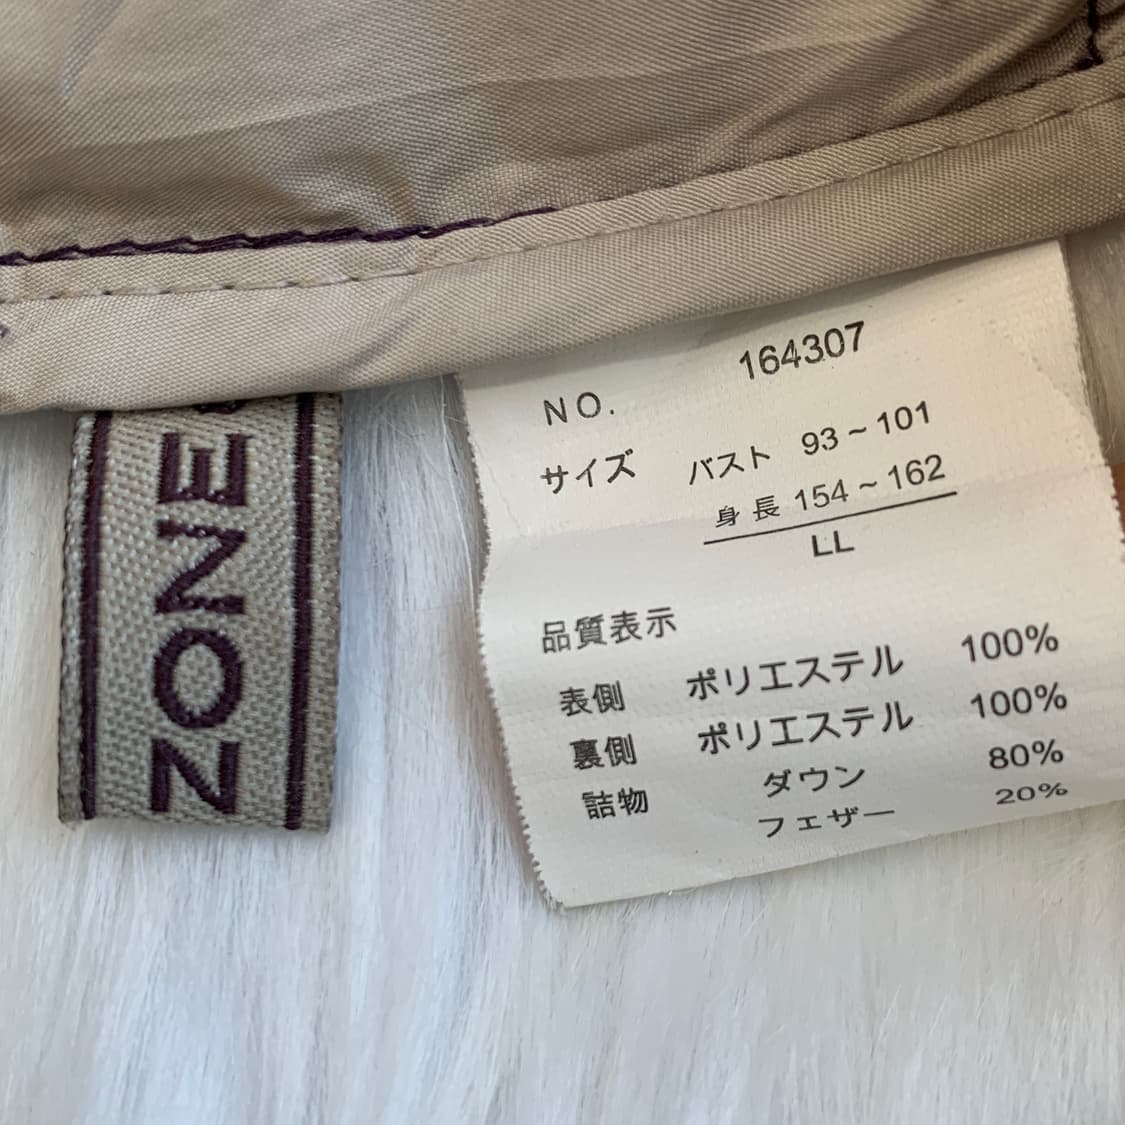 ZONE
NO. 164307
サイズ バスト 93~101
身長 154~162
LL
品質表示
表側 ポリエステル 100%
裏側 ポリエステル 100%
詰物 ダウン 80%
フェザー 20%